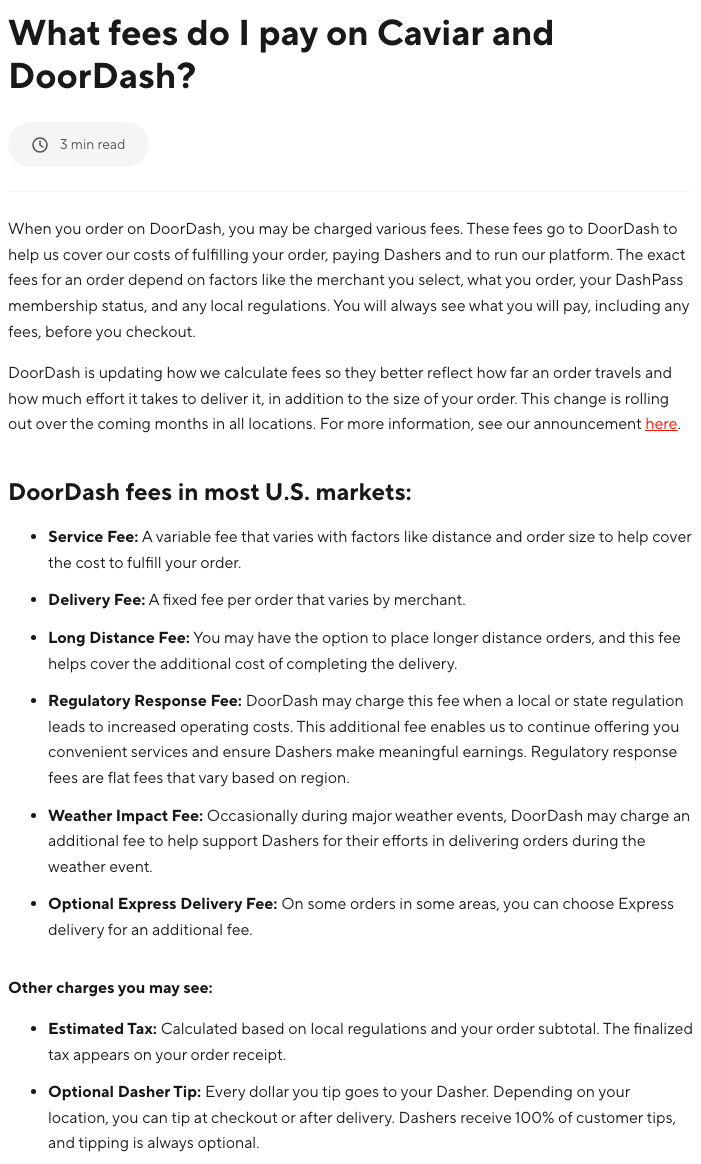 What fees do I pay on Caviar and
DoorDash?
3 min read
When you order on DoorDash, you may be charged various fees. These fees go to DoorDash to
help us cover our costs of fulfilling your order, paying Dashers and to run our platform. The exact
fees for an order depend on factors like the merchant you select, what you order, your DashPass
membership status, and any local regulations. You will always see what you will pay, including any
fees, before you checkout.
DoorDash is updating how we calculate fees so they better reflect how far an order travels and
how much effort it takes to deliver it, in addition to the size of your order. This change is rolling
out over the coming months in all locations. For more information, see our announcement here.
DoorDash fees in most U.S. markets:
• Service Fee: A variable fee that varies with factors like distance and order size to help cover
the cost to fulfill your order.
• Delivery Fee: A fixed fee per order that varies by merchant.
• Long Distance Fee: You may have the option to place longer distance orders, and this fee
helps cover the additional cost of completing the delivery.
• Regulatory Response Fee: DoorDash may charge this fee when a local or state regulation
leads to increased operating costs. This additional fee enables us to continue offering you
convenient services and ensure Dashers make meaningful earnings. Regulatory response
fees are flat fees that vary based on region.
• Weather Impact Fee: Occasionally during major weather events, DoorDash may charge an
additional fee to help support Dashers for their efforts in delivering orders during the
weather event.
• Optional Express Delivery Fee: On some orders in some areas, you can choose Express
delivery for an additional fee.
Other charges you may see:
• Estimated Tax: Calculated based on local regulations and your order subtotal. The finalized
tax appears on your order receipt.
• Optional Dasher Tip: Every dollar you tip goes to your Dasher. Depending on your
location, you can tip at checkout or after delivery. Dashers receive 100% of customer tips,
and tipping is always optional.